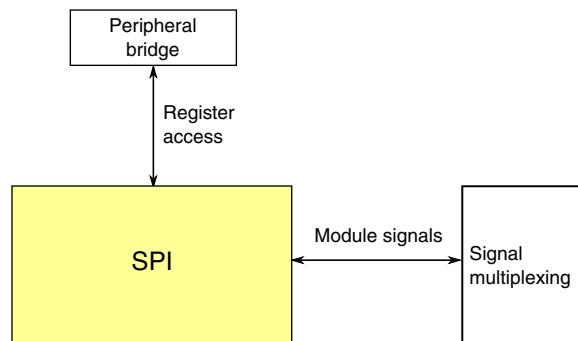 Peripheral
bridge
Register
access
SPI
Module signals
Signal
multiplexing